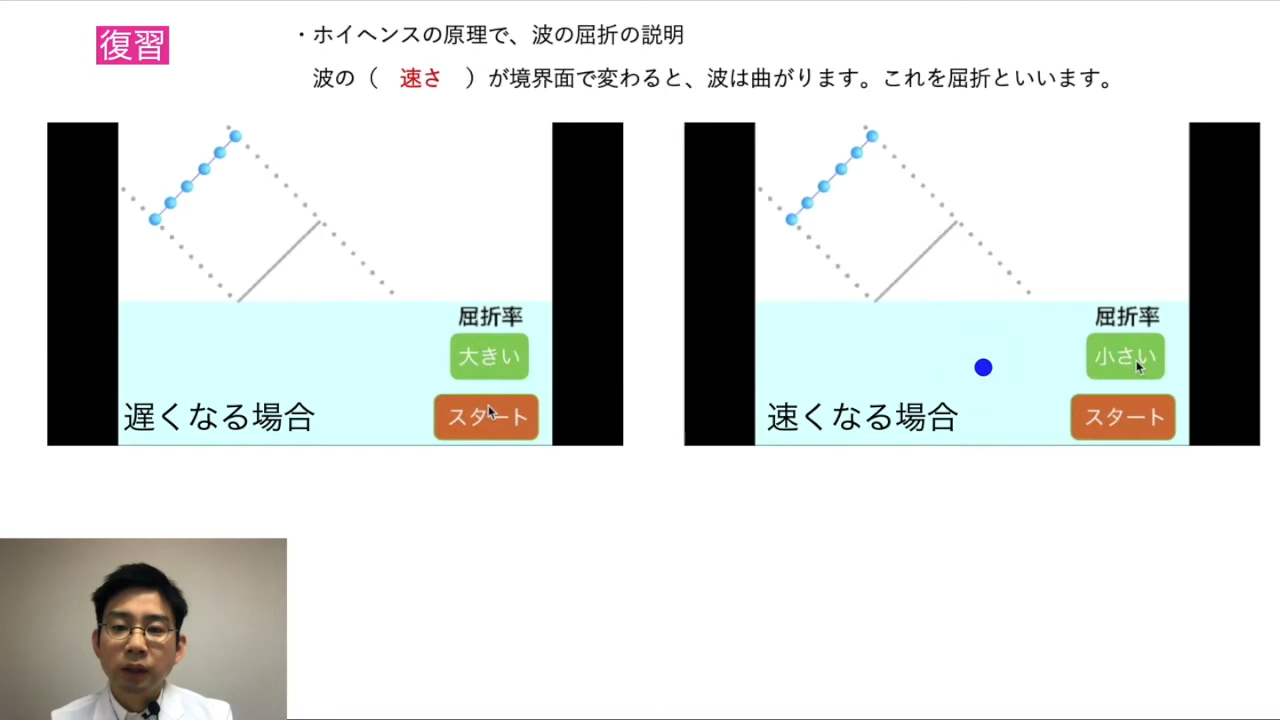 復習
・ホイヘンスの原理で、波の屈折の説明
波の（ 速さ ）が境界面で変わると、波は曲がります。これを屈折といいます。
屈折率
大きい
遅くなる場合
スタート
屈折率
小さい
速くなる場合
スタート